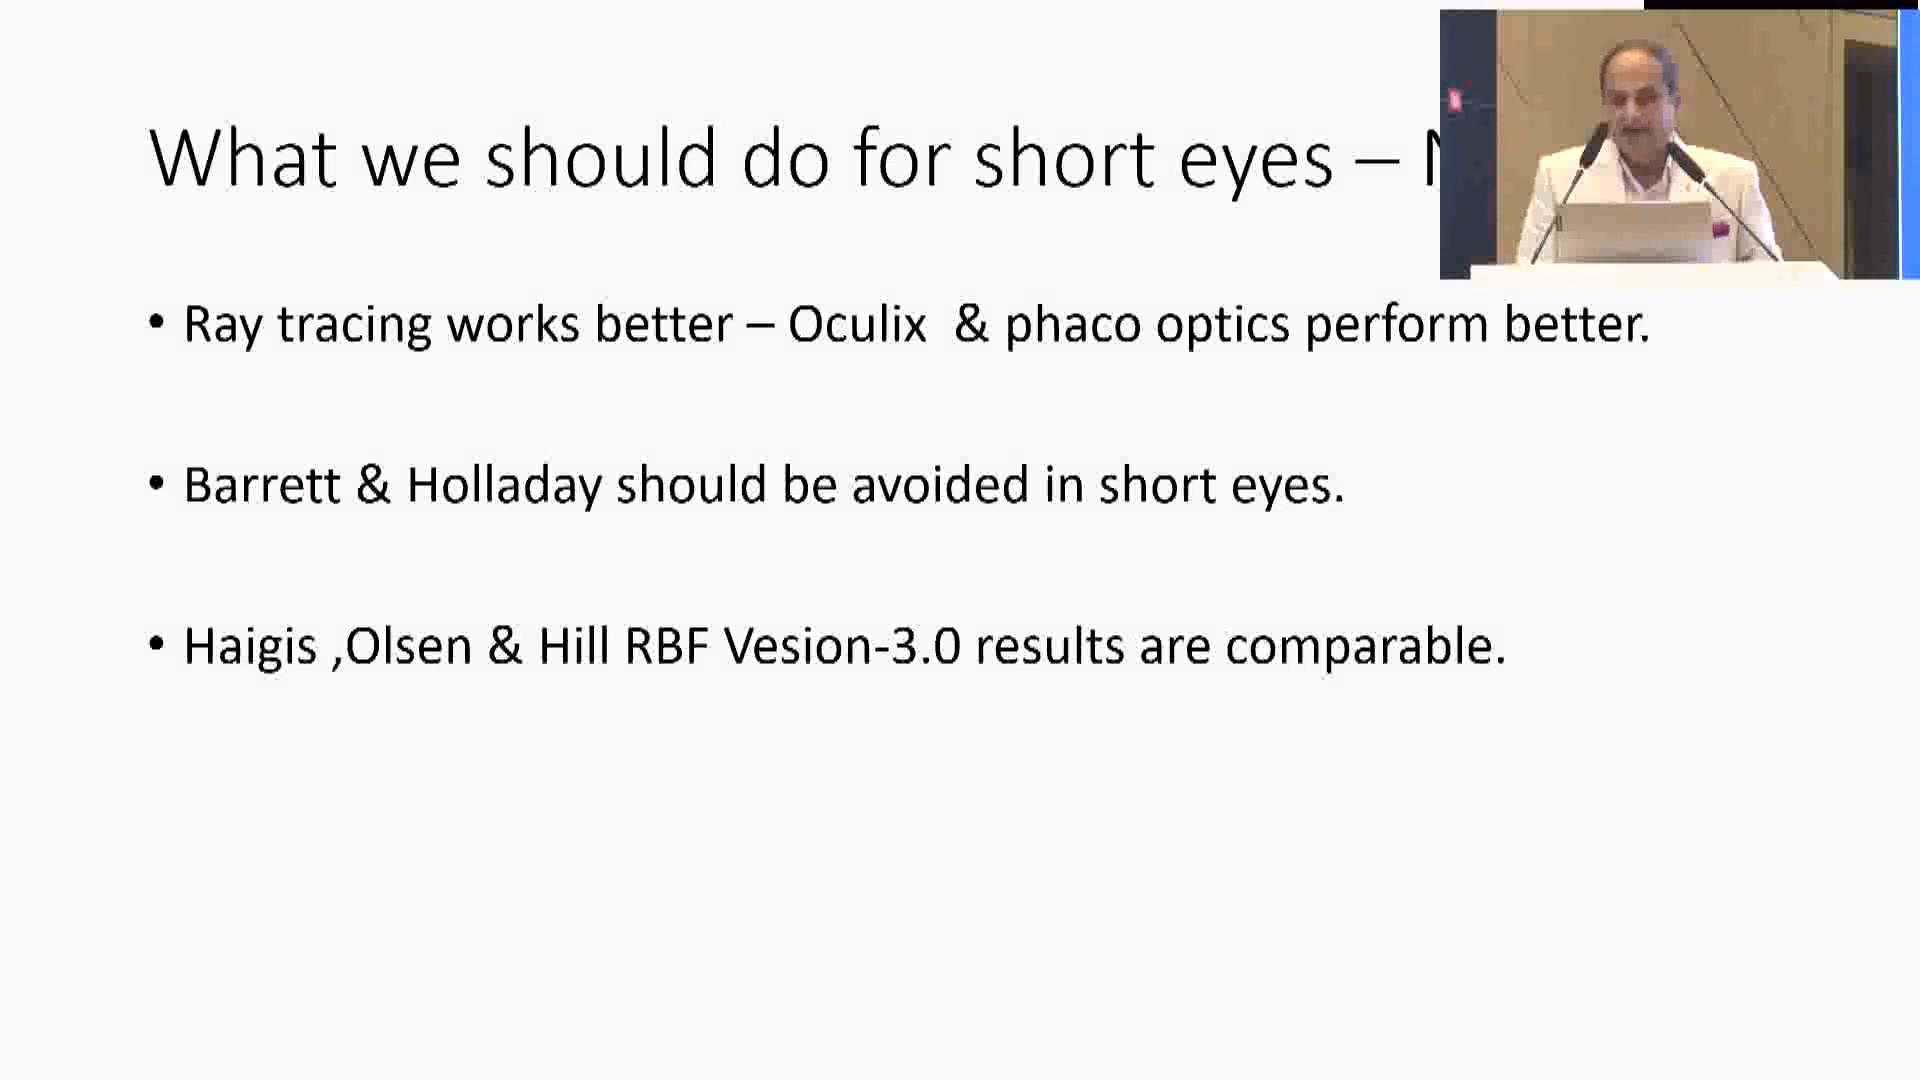 What we should do for short eyes –
• Ray tracing works better – Oculix & phaco optics perform better.
• Barrett & Holladay should be avoided in short eyes.
• Haigis ,Olsen & Hill RBF Vesion-3.0 results are comparable.